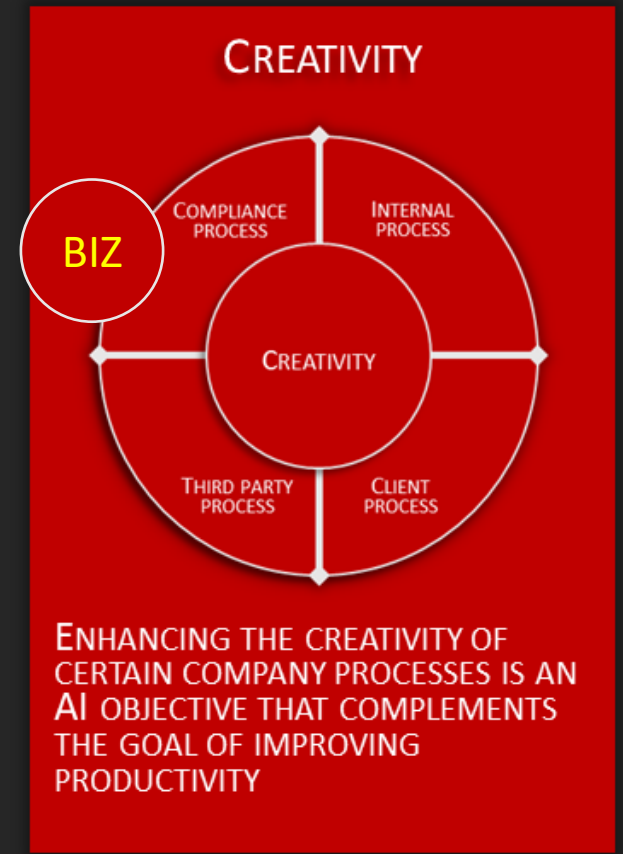 CREATIVITY
COMPLIANCE
PROCESS
INTERNAL
PROCESS
BIZ
CREATIVITY
THIRD PARTY
PROCESS
CLIENT
PROCESS
ENHANCING THE CREATIVITY OF
CERTAIN COMPANY PROCESSES IS AN
AI OBJECTIVE THAT COMPLEMENTS
THE GOAL OF IMPROVING
PRODUCTIVITY